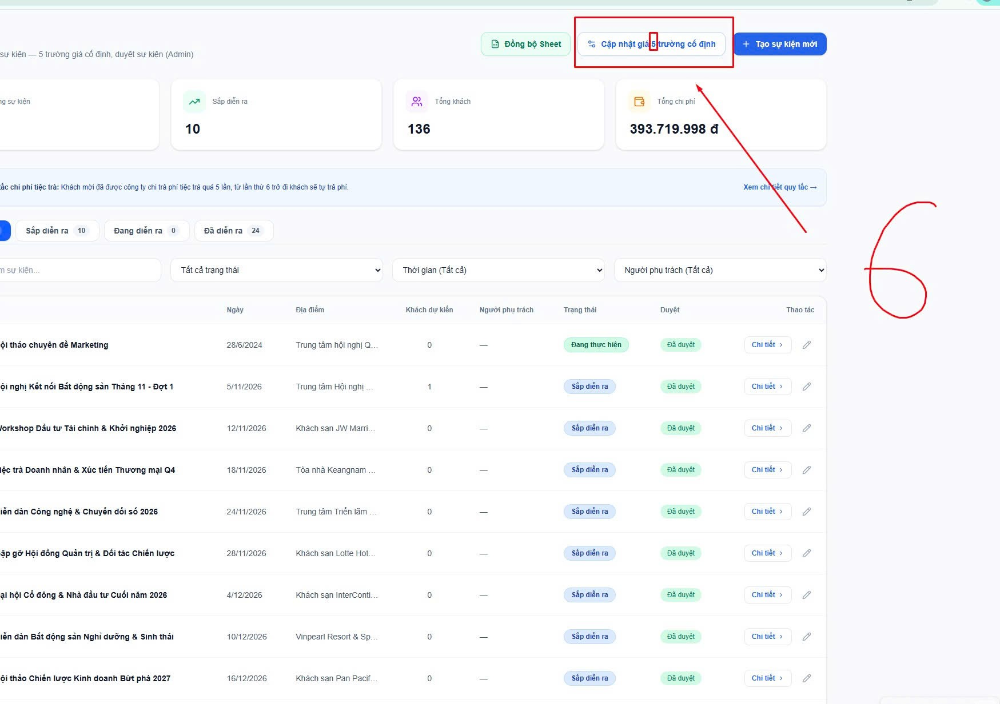 Đồng bộ Sheet
Cập nhật giá 5 trường cố định
Tạo sự kiện mới
sự kiện — 5 trường giá cố định, duyệt sự kiện (Admin)
sự kiện
Sắp diễn ra
Tổng khách
Tổng chi phí
10
136
393.719.998 đ
tắc chi phí tiệc trà: Khách mời đã được công ty chi trả phí tiệc trà quá 5 lần, từ lần thứ 6 trở đi khách sẽ tự trả phí.
Xem chi tiết quy tắc →
6
Sắp diễn ra 10
Đang diễn ra 0
Đã diễn ra 24
sự kiện...
Tất cả trạng thái
Thời gian (Tất cả)
Người phụ trách (Tất cả)
Ngày Địa điểm Khách dự kiến Người phụ trách Trạng thái Duyệt Thao tác
ội thảo chuyên đề Marketing 28/6/2024 Trung tâm hội nghị Q... 0 — Đang thực hiện Đã duyệt Chi tiết ›
ội nghị Kết nối Bất động sản Tháng 11 - Đợt 1 5/11/2026 Trung tâm Hội nghị ... 1 — Sắp diễn ra Đã duyệt Chi tiết ›
Workshop Đầu tư Tài chính & Khởi nghiệp 2026 12/11/2026 Khách sạn JW Marri... 0 — Sắp diễn ra Đã duyệt Chi tiết ›
iệc trà Doanh nhân & Xúc tiến Thương mại Q4 18/11/2026 Tòa nhà Keangnam ... 0 — Sắp diễn ra Đã duyệt Chi tiết ›
iễn đàn Công nghệ & Chuyển đổi số 2026 24/11/2026 Trung tâm Triển lãm ... 0 — Sắp diễn ra Đã duyệt Chi tiết ›
ặp gỡ Hội đồng Quản trị & Đối tác Chiến lược 28/11/2026 Khách sạn Lotte Hot... 0 — Sắp diễn ra Đã duyệt Chi tiết ›
ại hội Cổ đông & Nhà đầu tư Cuối năm 2026 4/12/2026 Khách sạn InterConti... 0 — Sắp diễn ra Đã duyệt Chi tiết ›
iễn đàn Bất động sản Nghỉ dưỡng & Sinh thái 10/12/2026 Vinpearl Resort & Sp... 0 — Sắp diễn ra Đã duyệt Chi tiết ›
ội thảo Chiến lược Kinh doanh Bứt phá 2027 16/12/2026 Khách sạn Pan Pacif... 0 — Sắp diễn ra Đã duyệt Chi tiết ›